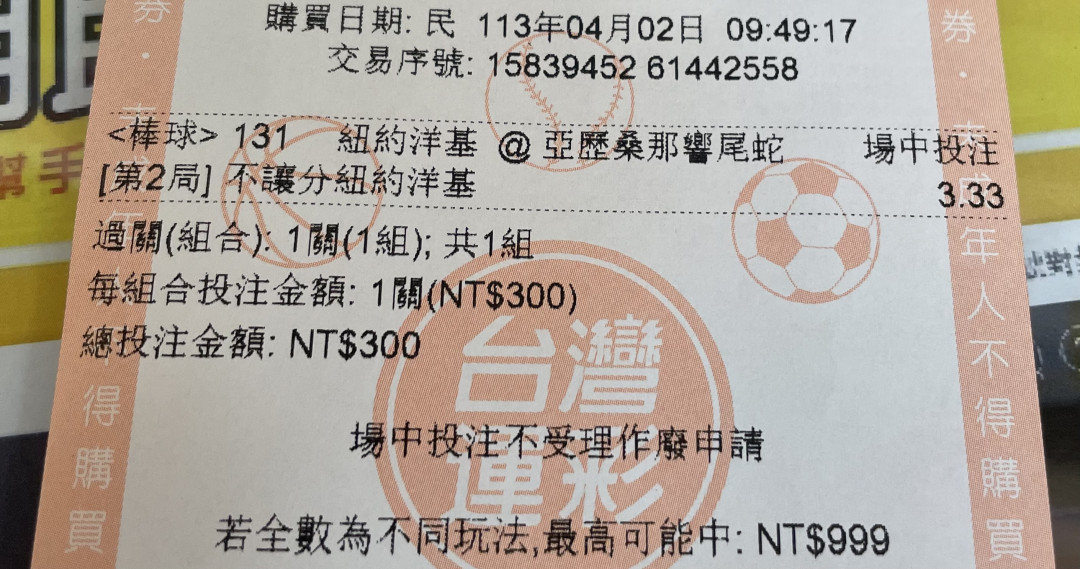 購買日期: 民 113年04月02日 09:49:17
交易序號: 15839452 61442558
<棒球> 131 紐約洋基 @ 亞歷桑那響尾蛇 場中投注
[第2局] 不讓分紐約洋基 3.33
過關(組合): 1關(1組); 共1組
每組合投注金額: 1關(NT$300)
總投注金額: NT$300
台灣
運彩
場中投注不受理作廢申請
若全數為不同玩法,最高可能中: NT$999
券・未成年人不得購買
幫手